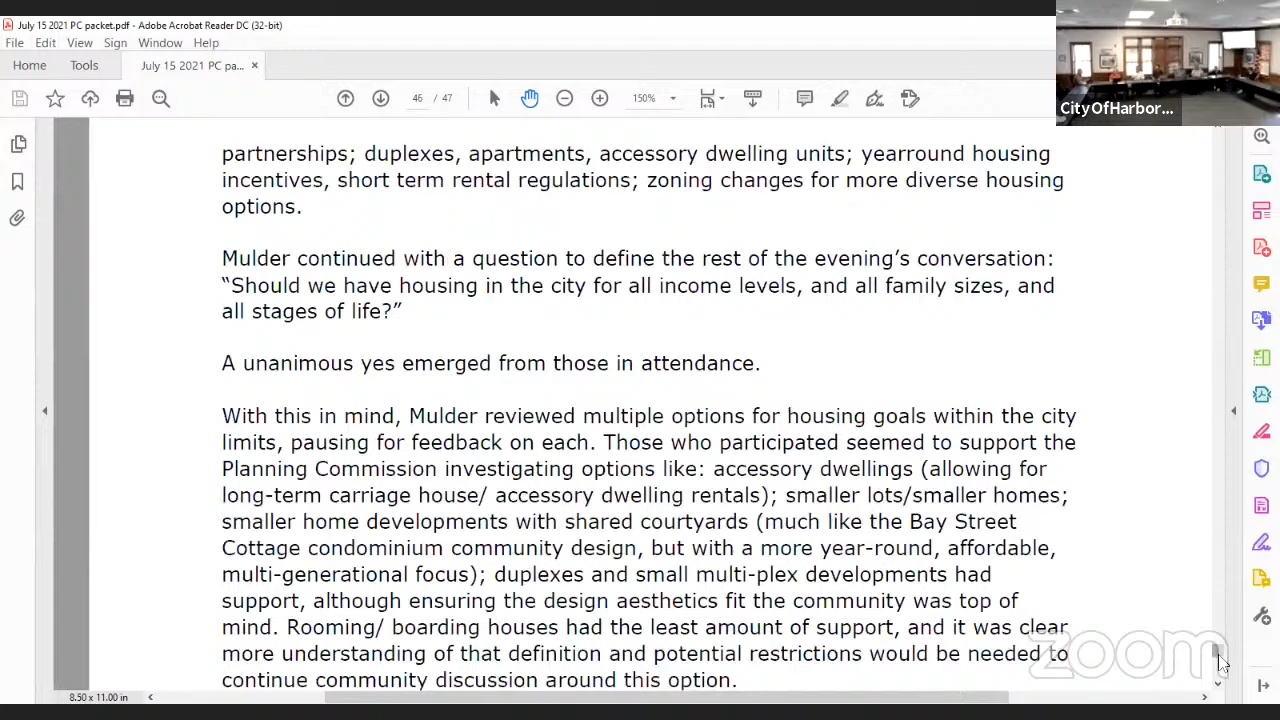 July 15 2021 PC packet.pdf - Adobe Acrobat Reader DC (32-bit)
File Edit View Sign Window Help
Home Tools July 15 2021 PC pa... ×
46 / 47 150%
CityOfHarbor...
partnerships; duplexes, apartments, accessory dwelling units; yearround housing
incentives, short term rental regulations; zoning changes for more diverse housing
options.
Mulder continued with a question to define the rest of the evening’s conversation:
“Should we have housing in the city for all income levels, and all family sizes, and
all stages of life?”
A unanimous yes emerged from those in attendance.
With this in mind, Mulder reviewed multiple options for housing goals within the city
limits, pausing for feedback on each. Those who participated seemed to support the
Planning Commission investigating options like: accessory dwellings (allowing for
long-term carriage house/ accessory dwelling rentals); smaller lots/smaller homes;
smaller home developments with shared courtyards (much like the Bay Street
Cottage condominium community design, but with a more year-round, affordable,
multi-generational focus); duplexes and small multi-plex developments had
support, although ensuring the design aesthetics fit the community was top of
mind. Rooming/ boarding houses had the least amount of support, and it was clear
more understanding of that definition and potential restrictions would be needed to
continue community discussion around this option.
zoom
8.50 x 11.00 in